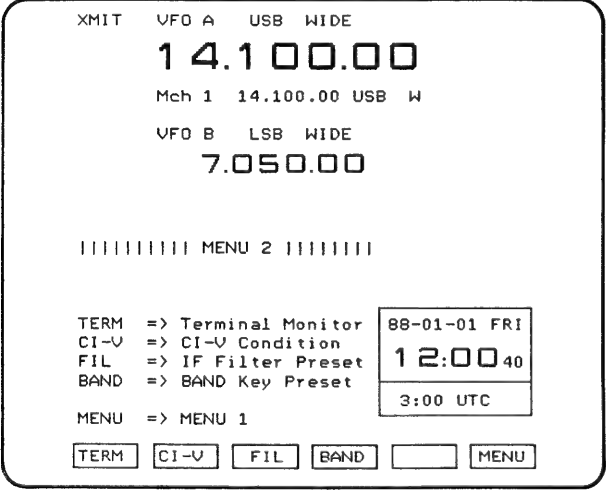 XMIT VFO A USB WIDE
14.100.00
Mch 1 14.100.00 USB W
VFO B LSB WIDE
7.050.00
|||||||||| MENU 2 ||||||||
TERM => Terminal Monitor
CI-V => CI-V Condition
FIL => IF Filter Preset
BAND => BAND Key Preset
MENU => MENU 1
88-01-01 FRI
12:00 40
3:00 UTC
TERM CI-V FIL BAND MENU